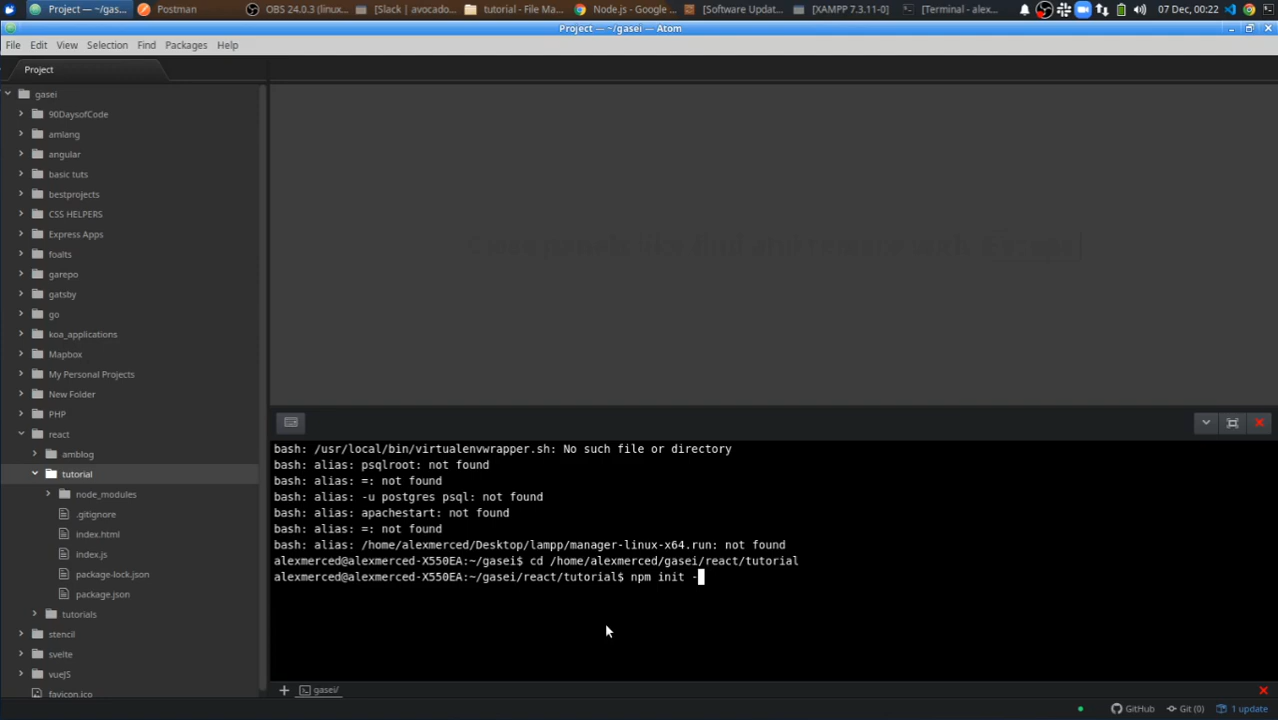 Project — ~/gas...
Postman
OBS 24.0.3 (linux...
[Slack | avocado...
tutorial - File Ma...
Node.js - Google ...
[Software Updat...
[XAMPP 7.3.11-0]
[Terminal - alex...
07 Dec, 00:22
Project — ~/gasei — Atom
File Edit View Selection Find Packages Help
Project
gasei
90DaysofCode
amlang
angular
basic tuts
bestprojects
CSS HELPERS
Express Apps
foalts
garepo
gatsby
go
koa_applications
Mapbox
My Personal Projects
New Folder
PHP
react
amblog
tutorial
node_modules
.gitignore
index.html
index.js
package-lock.json
package.json
tutorials
stencil
svelte
vueJS
favicon.ico
bash: /usr/local/bin/virtualenvwrapper.sh: No such file or directory
bash: alias: psqlroot: not found
bash: alias: =: not found
bash: alias: -u postgres psql: not found
bash: alias: apachestart: not found
bash: alias: =: not found
bash: alias: /home/alexmerced/Desktop/lampp/manager-linux-x64.run: not found
alexmerced@alexmerced-X550EA:~/gasei$ cd /home/alexmerced/gasei/react/tutorial
alexmerced@alexmerced-X550EA:~/gasei/react/tutorial$ npm init -
gasei/
GitHub
Git (0)
1 update